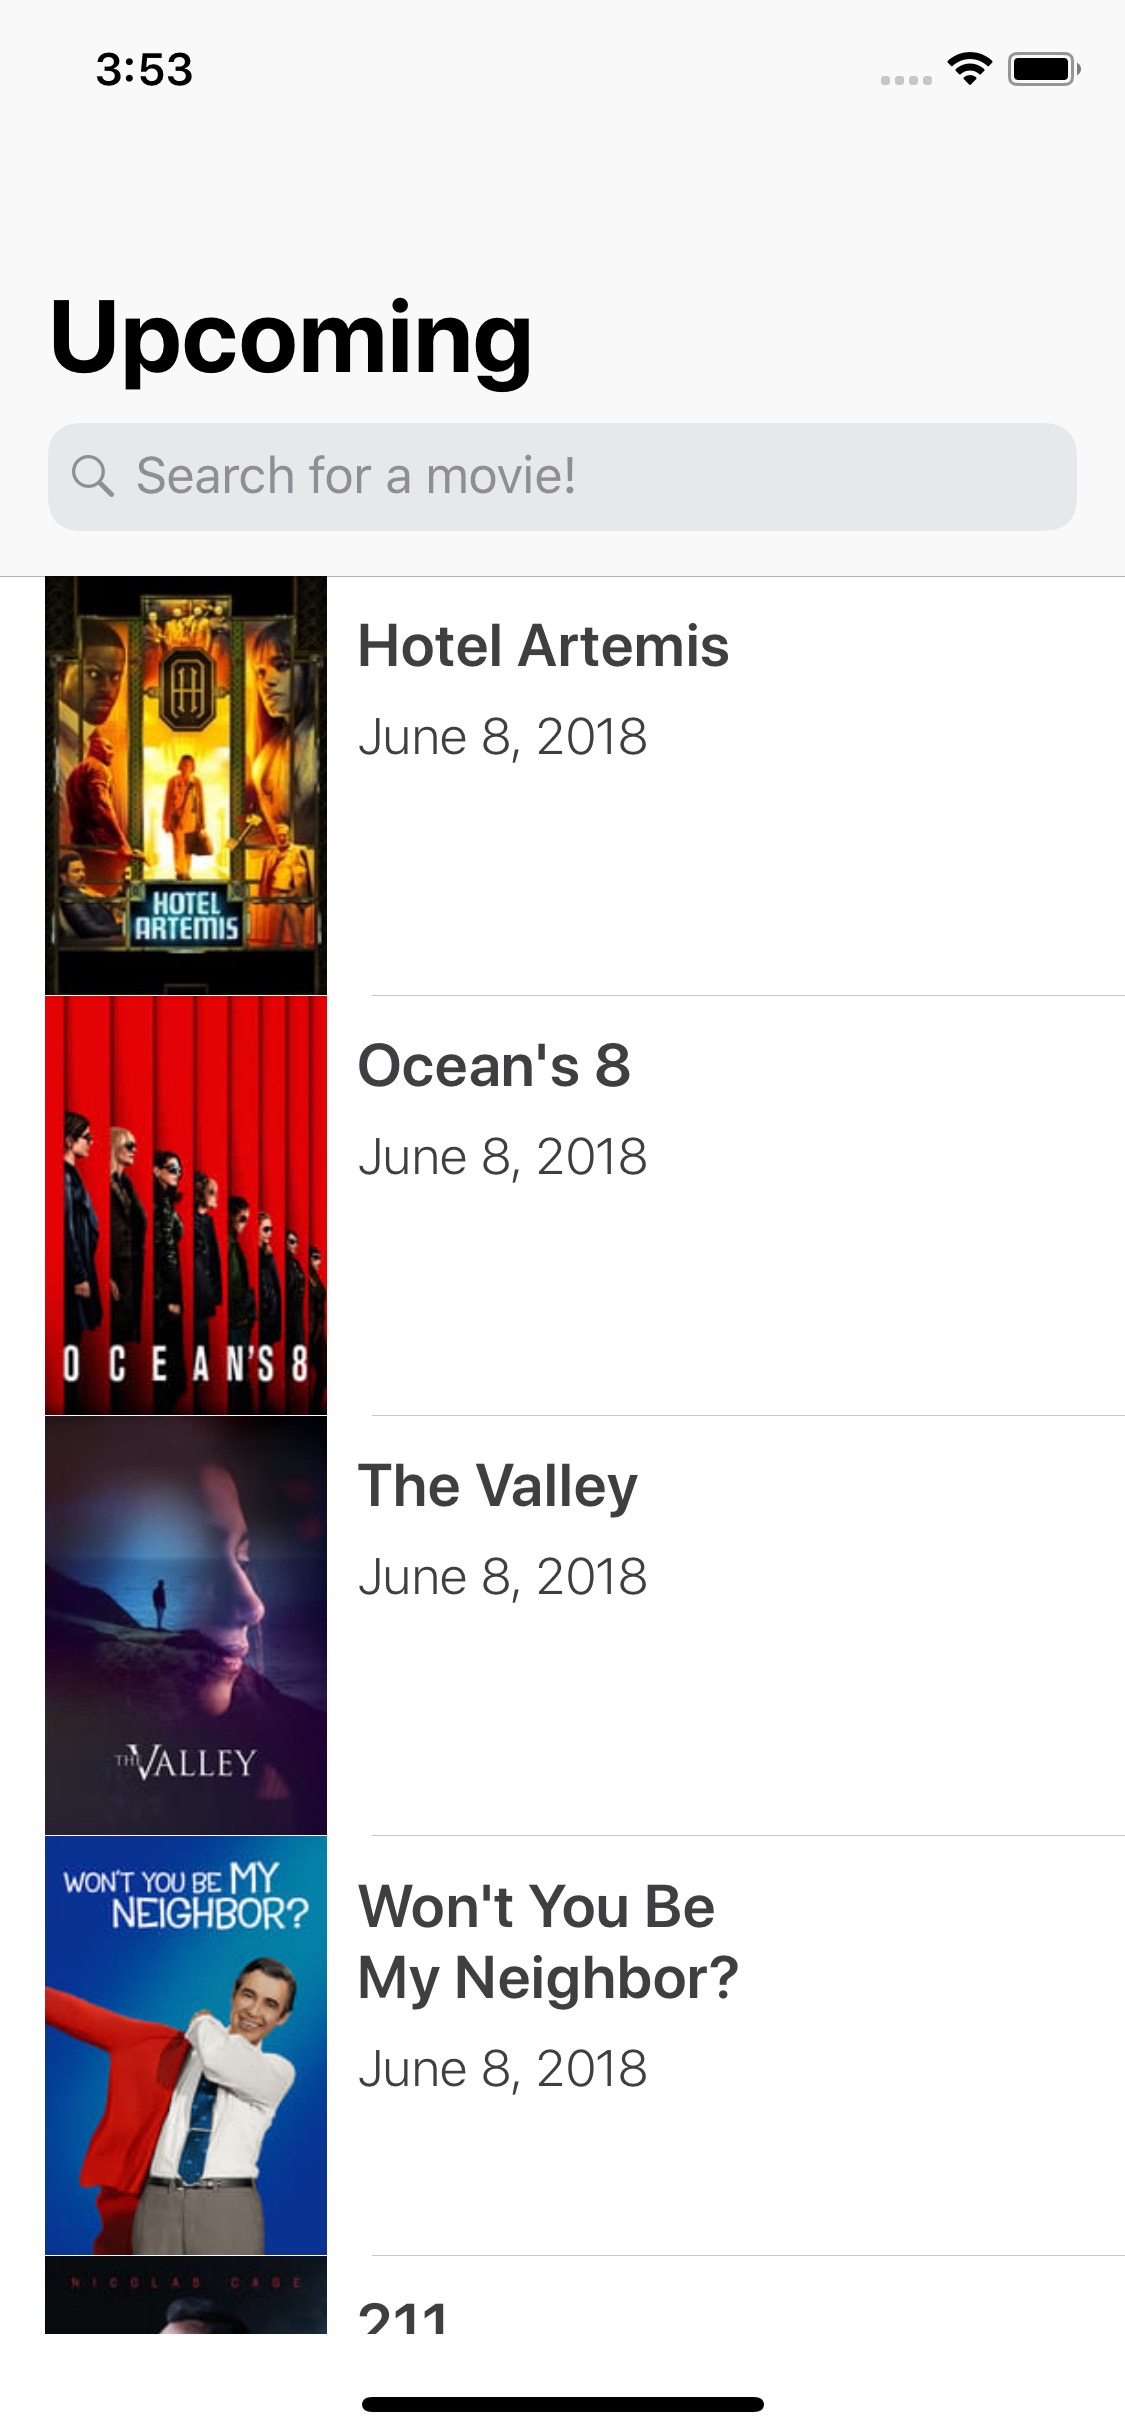 3:53
Upcoming
Search for a movie!
HOTEL
ARTEMIS
Hotel Artemis
June 8, 2018
OCEAN'S 8
Ocean's 8
June 8, 2018
THE VALLEY
The Valley
June 8, 2018
WON'T YOU BE MY
NEIGHBOR?
Won't You Be
My Neighbor?
June 8, 2018
NICOLAS CAGE
211